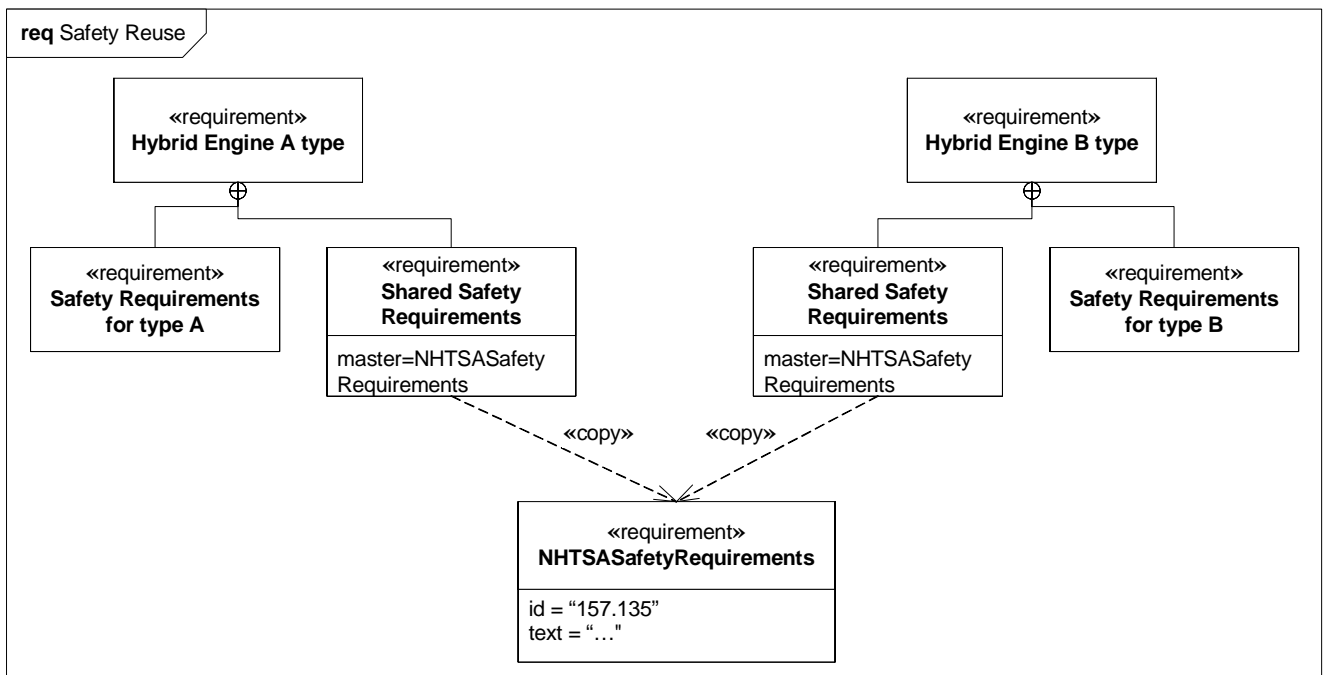 req Safety Reuse
«requirement»
Hybrid Engine A type
«requirement»
Hybrid Engine B type
«requirement»
Safety Requirements
for type A
«requirement»
Shared Safety
Requirements
master=NHTSASafety
Requirements
«requirement»
Shared Safety
Requirements
master=NHTSASafety
Requirements
«requirement»
Safety Requirements
for type B
«copy»
«copy»
«requirement»
NHTSASafetyRequirements
id = “157.135”
text = “…"